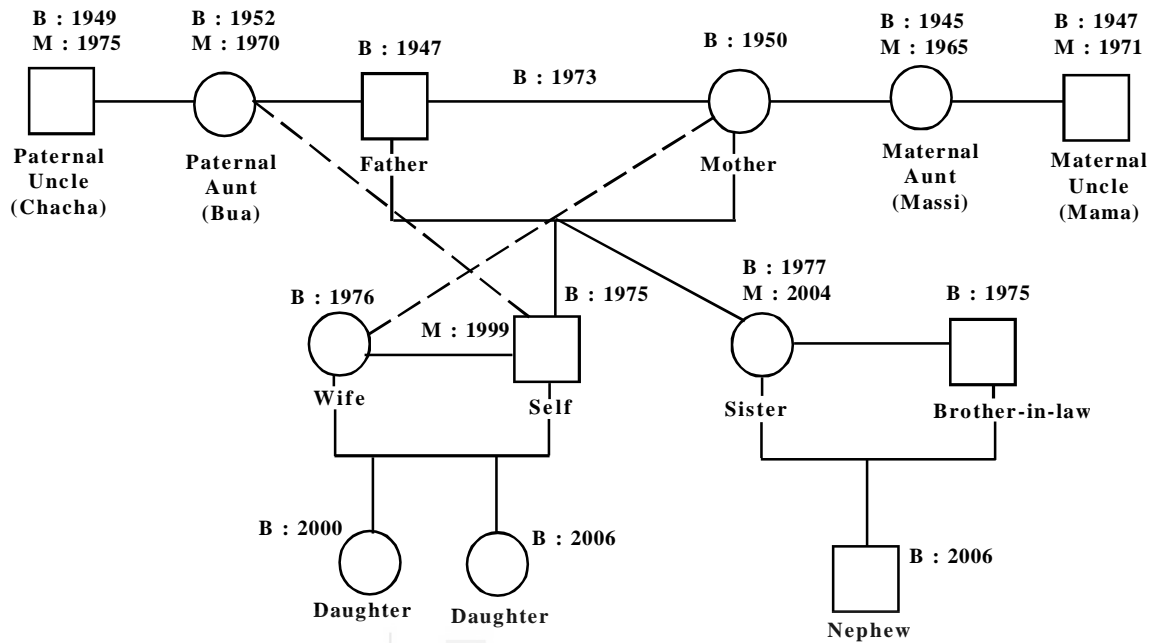 B : 1949
M : 1975
B : 1952
M : 1970
B : 1947
B : 1973
B : 1950
B : 1945
M : 1965
B : 1947
M : 1971
Paternal
Uncle
(Chacha)
Paternal
Aunt
(Bua)
Father
Mother
Maternal
Aunt
(Massi)
Maternal
Uncle
(Mama)
B : 1976
M : 1999
B : 1975
B : 1977
M : 2004
B : 1975
Wife
Self
Sister
Brother-in-law
B : 2000
B : 2006
B : 2006
Daughter
Daughter
Nephew